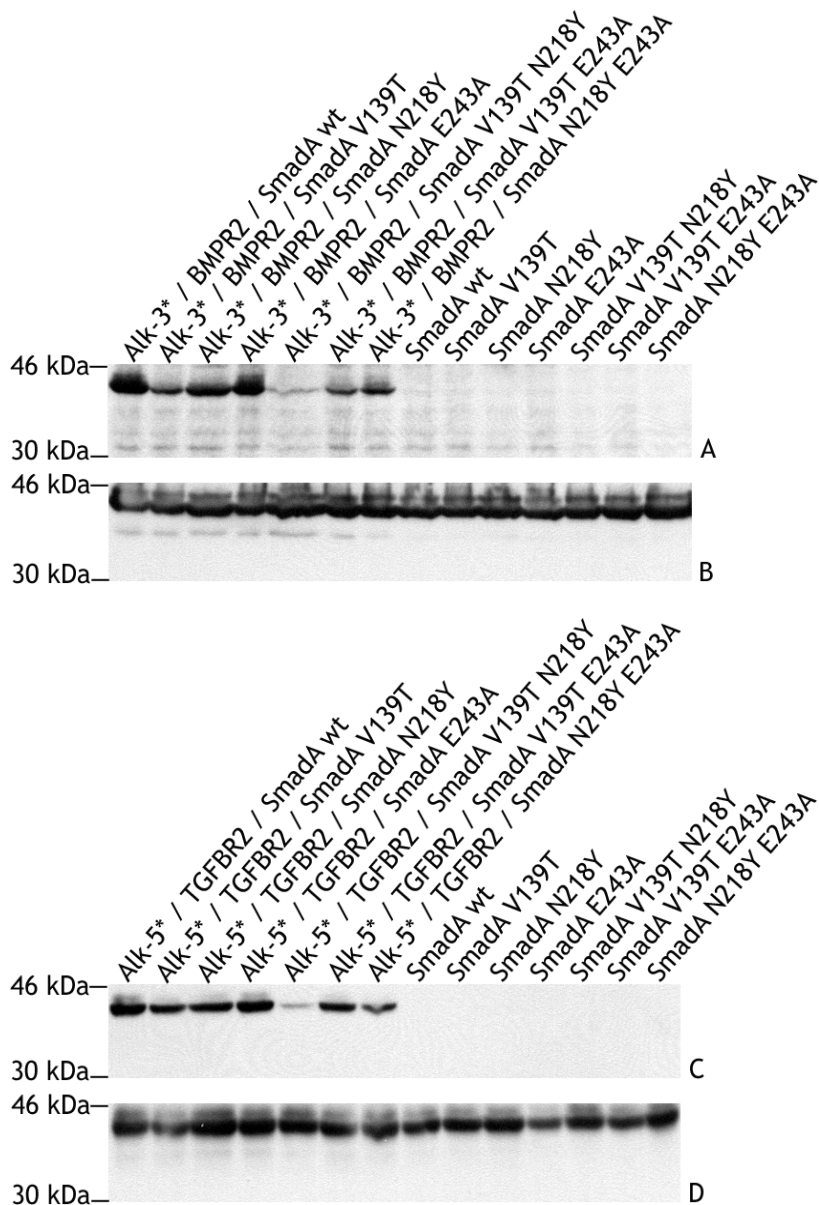 Alk-3* / BMPR2 / SmadA wt
Alk-3* / BMPR2 / SmadA V139T
Alk-3* / BMPR2 / SmadA N218Y
Alk-3* / BMPR2 / SmadA E243A
Alk-3* / BMPR2 / SmadA V139T N218Y
Alk-3* / BMPR2 / SmadA V139T E243A
Alk-3* / BMPR2 / SmadA N218Y E243A
SmadA wt
SmadA V139T
SmadA N218Y
SmadA E243A
SmadA V139T N218Y
SmadA V139T E243A
SmadA N218Y E243A
46 kDa
30 kDa
A
46 kDa
30 kDa
B
Alk-5* / TGFBR2 / SmadA wt
Alk-5* / TGFBR2 / SmadA V139T
Alk-5* / TGFBR2 / SmadA N218Y
Alk-5* / TGFBR2 / SmadA E243A
Alk-5* / TGFBR2 / SmadA V139T N218Y
Alk-5* / TGFBR2 / SmadA V139T E243A
Alk-5* / TGFBR2 / SmadA N218Y E243A
SmadA wt
SmadA V139T
SmadA N218Y
SmadA E243A
SmadA V139T N218Y
SmadA V139T E243A
SmadA N218Y E243A
46 kDa
30 kDa
C
46 kDa
30 kDa
D